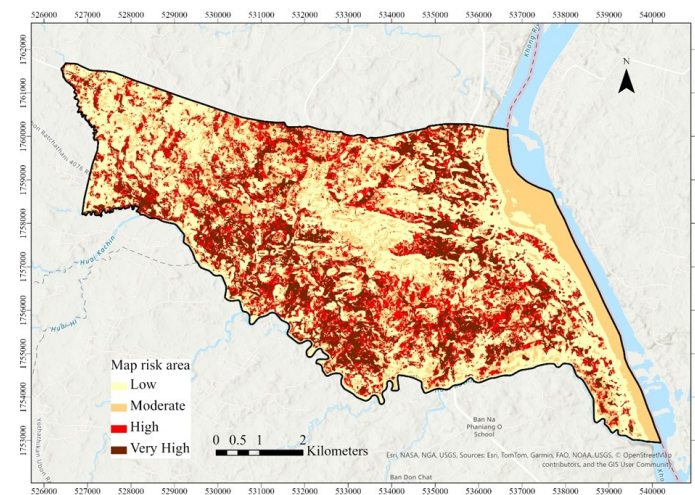 526000 527000 528000 529000 530000 531000 532000 533000 534000 535000 536000 537000 538000 539000 540000
1762000
1761000
1760000
1759000
1758000
1757000
1756000
1755000
1754000
1753000
N
Ratchathani 4079
Huai Kachin
Map risk area
Low
Moderate
High
Very High
0 0.5 1 2
Kilometers
Ban Na
Phaniang O
School
Ban Don Chat
Esri, NASA, NGA, USGS, Sources: Esri, TomTom, Garmin, FAO, NOAA, USGS, © OpenStreetMap
contributors, and the GIS User Community